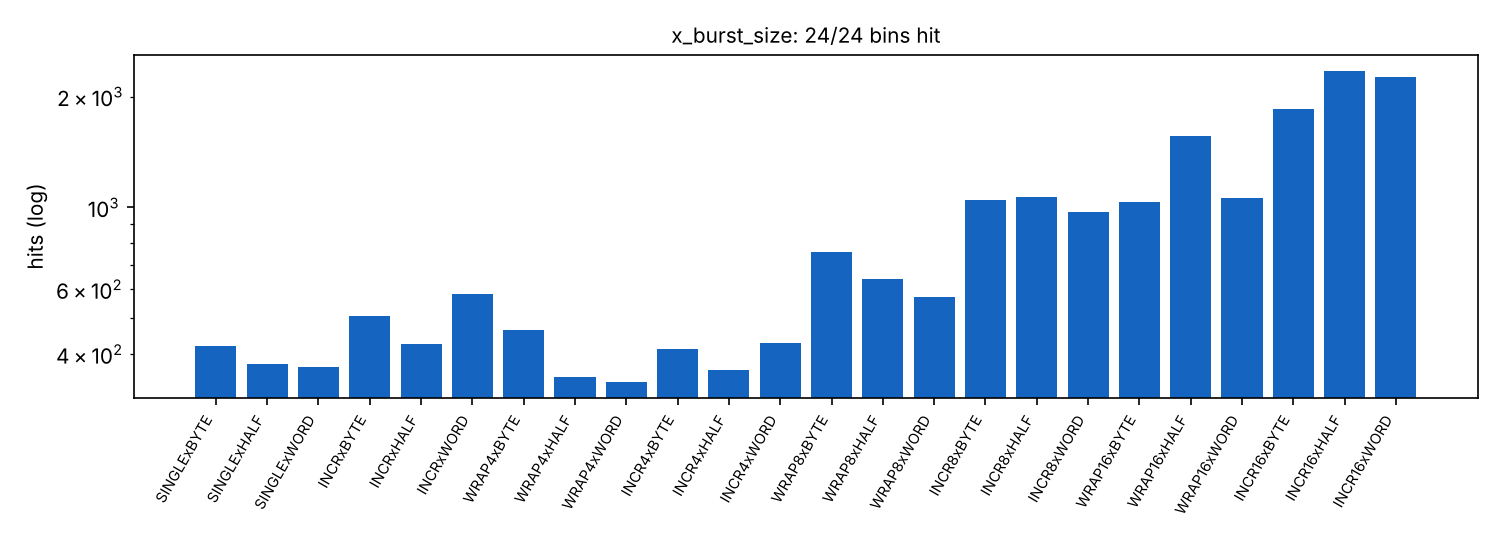 x_burst_size: 24/24 bins hit
hits (log)
2 × 10³
10³
6 × 10²
4 × 10²
SINGLExBYTE
SINGLExHALF
SINGLExWORD
INCRxBYTE
INCRxHALF
INCRxWORD
WRAP4xBYTE
WRAP4xHALF
WRAP4xWORD
INCR4xBYTE
INCR4xHALF
INCR4xWORD
WRAP8xBYTE
WRAP8xHALF
WRAP8xWORD
INCR8xBYTE
INCR8xHALF
INCR8xWORD
WRAP16xBYTE
WRAP16xHALF
WRAP16xWORD
INCR16xBYTE
INCR16xHALF
INCR16xWORD